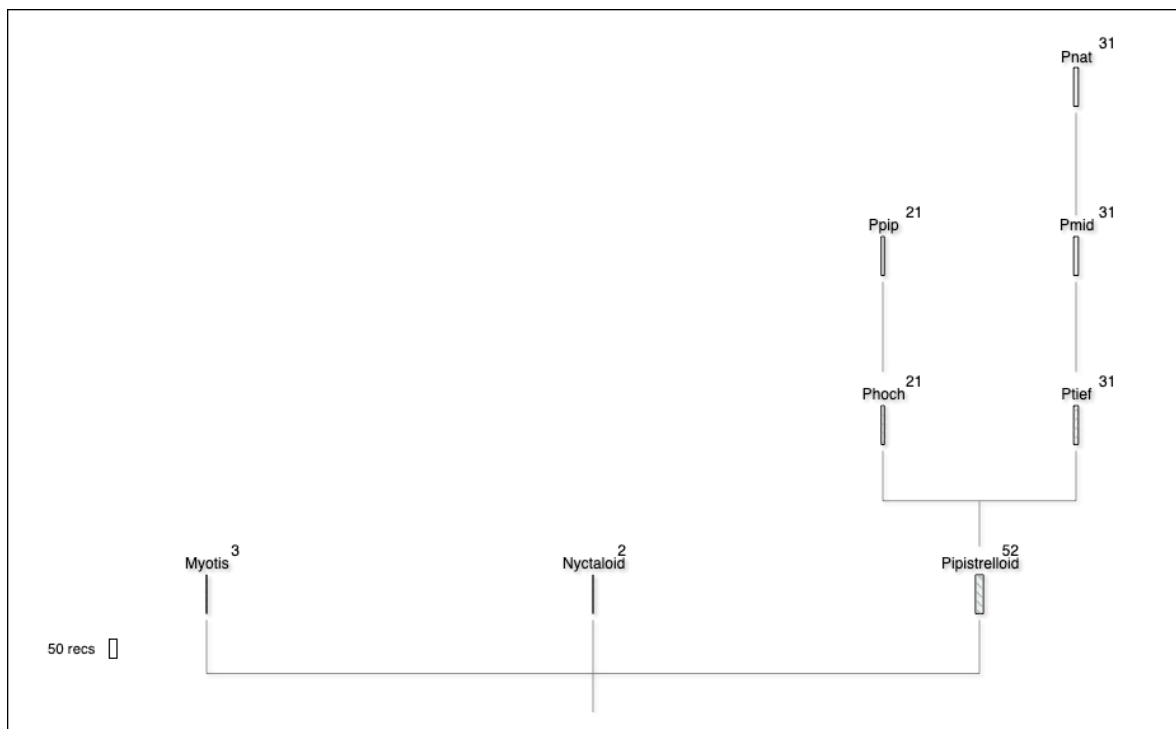 Pnat 31
Ppip 21
Pmid 31
Phoch 21
Ptief 31
Myotis 3
Nyctaloid 2
Pipistrelloid 52
50 recs